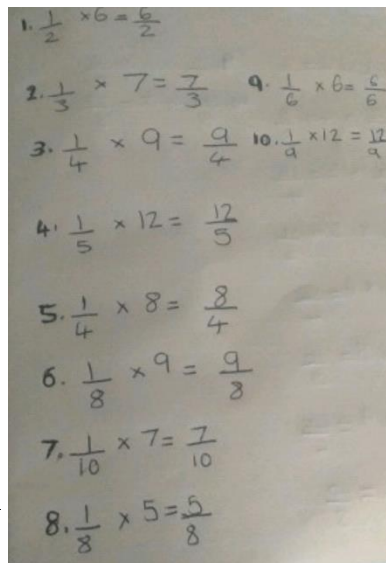 1. 1/2 × 6 = 6/2
2. 1/3 × 7 = 7/3
3. 1/4 × 9 = 9/4
4. 1/5 × 12 = 12/5
5. 1/4 × 8 = 8/4
6. 1/8 × 9 = 9/8
7. 1/10 × 7 = 7/10
8. 1/8 × 5 = 5/8
9. 1/6 × 6 = 6/6
10. 1/9 × 12 = 12/9